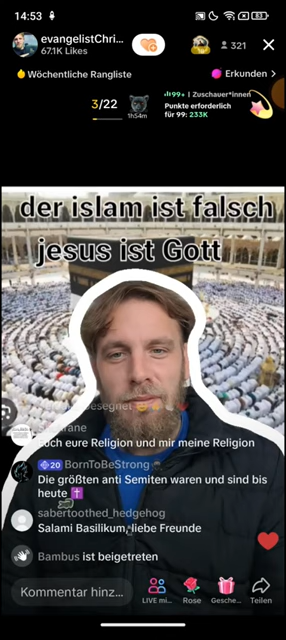 14:53
83
evangelistChri...
67.1K Likes
321
Wöchentliche Rangliste
Erkunden >
3/22
1h54m
99+ | Zuschauer*innen
Punkte erforderlich
für 99: 233K
der islam ist falsch
jesus ist Gott
Euch eure Religion und mir meine Religion
20 BornToBeStrong
Die größten anti Semiten waren und sind bis
heute
sabertoothed_hedgehog
Salami Basilikum, liebe Freunde
Bambus ist beigetreten
Kommentar hinz...
LIVE mi...
Rose
Gesche...
Teilen